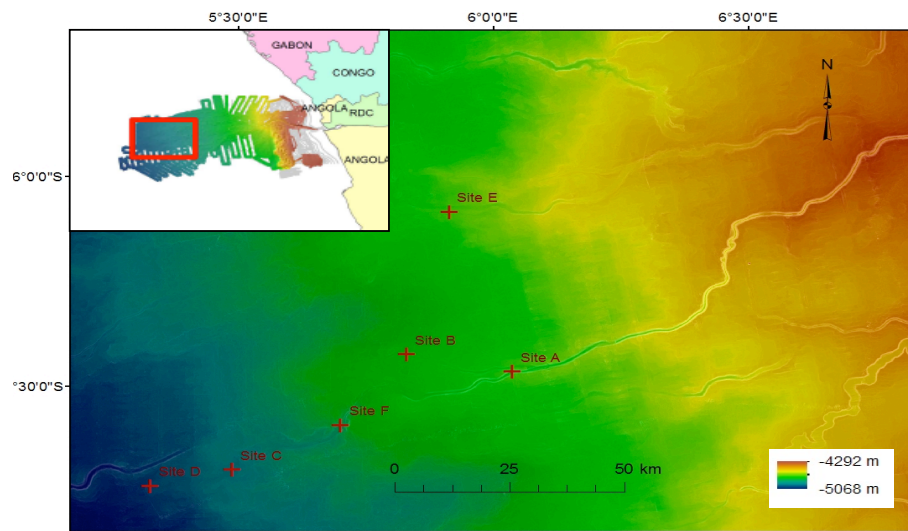 5°30'0"E
6°0'0"E
6°30'0"E
GABON
CONGO
ANGOLA
RDC
ANGOLA
N
6°0'0"S
Site E
Site B
Site A
°30'0"S
Site F
Site C
Site D
0 25 50 km
-4292 m
-5068 m